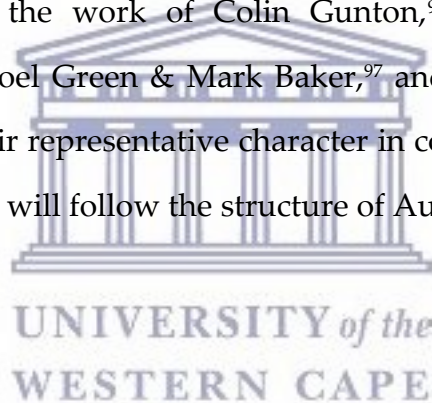 the work of Colin Gunton,⁹
oel Green & Mark Baker,⁹⁷ and
ir representative character in co
will follow the structure of Au
UNIVERSITY of the
WESTERN CAPE